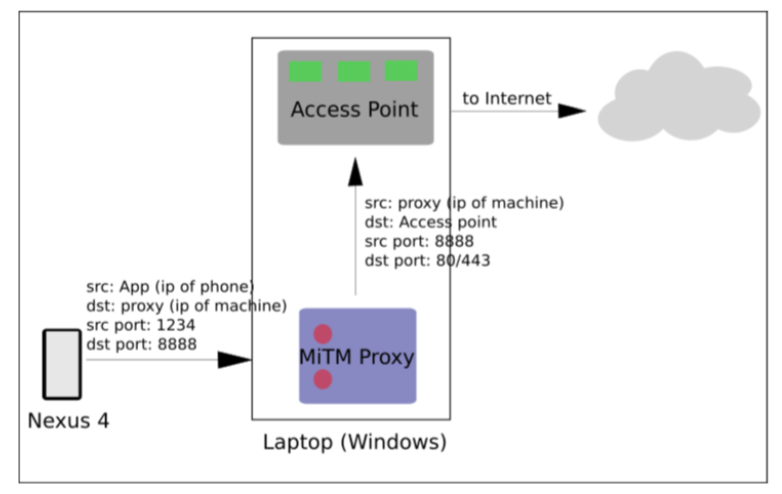 Access Point
to Internet
src: proxy (ip of machine)
dst: Access point
src port: 8888
dst port: 80/443
src: App (ip of phone)
dst: proxy (ip of machine)
src port: 1234
dst port: 8888
MiTM Proxy
Nexus 4
Laptop (Windows)